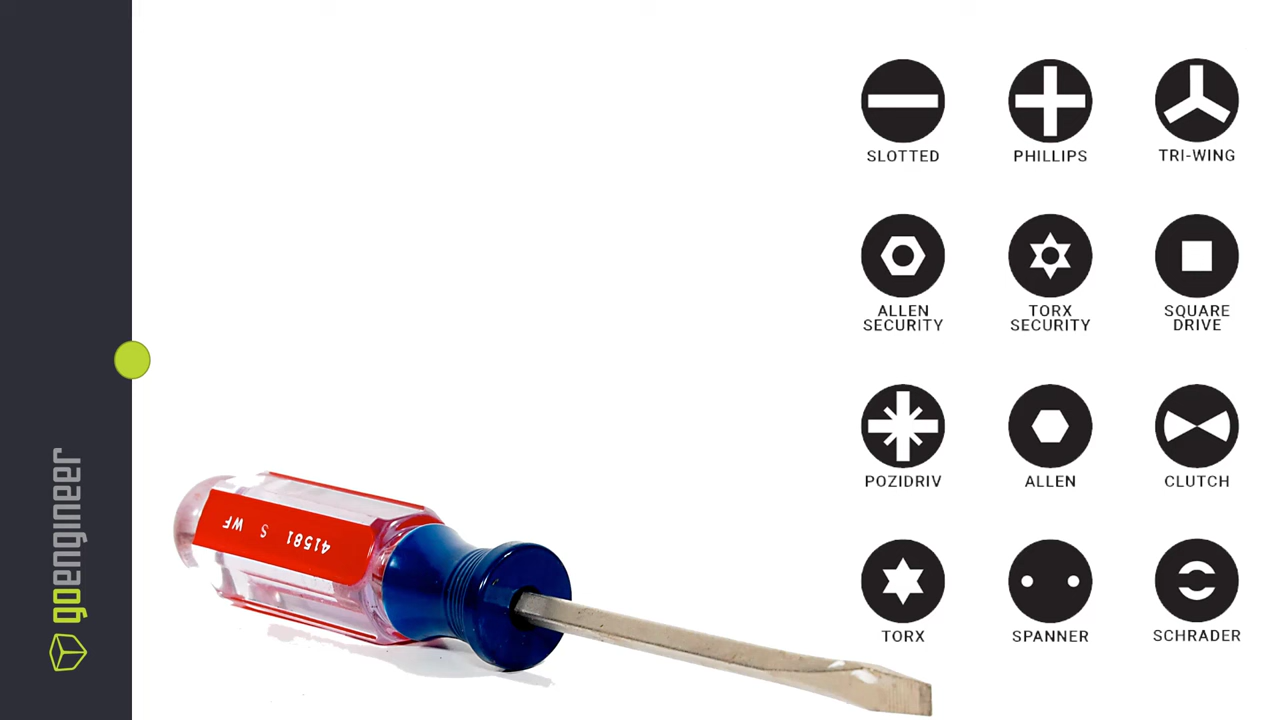 SLOTTED
PHILLIPS
TRI-WING
ALLEN
SECURITY
TORX
SECURITY
SQUARE
DRIVE
POZIDRIV
ALLEN
CLUTCH
TORX
SPANNER
SCHRADER
41581 S WF
goengineer